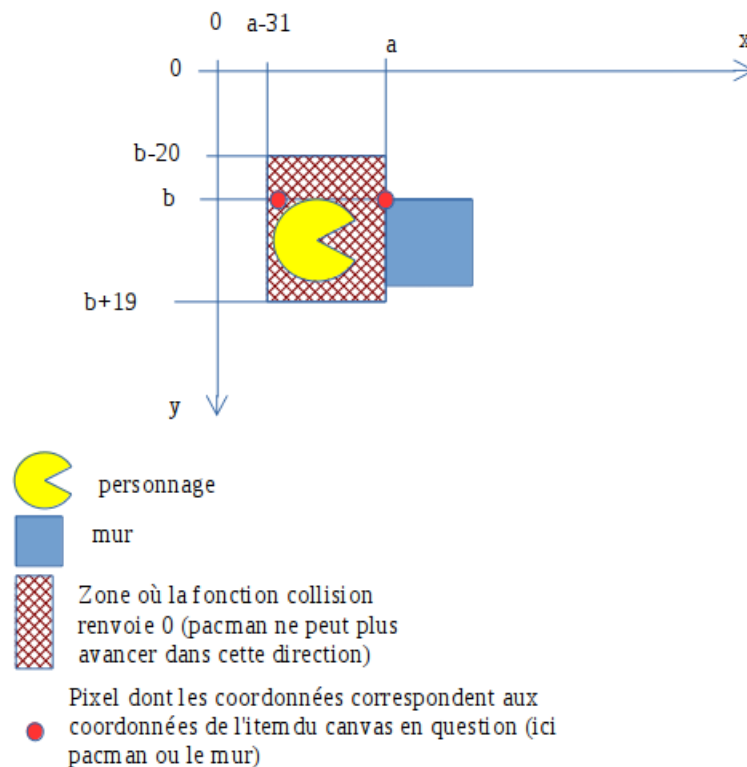 0
a-31
a
x
0
b-20
b
b+19
y
personnage
mur
Zone où la fonction collision
renvoie 0 (pacman ne peut plus
avancer dans cette direction)
Pixel dont les coordonnées correspondent aux
coordonnées de l'itemdu canvas en question (ici
pacman ou le mur)